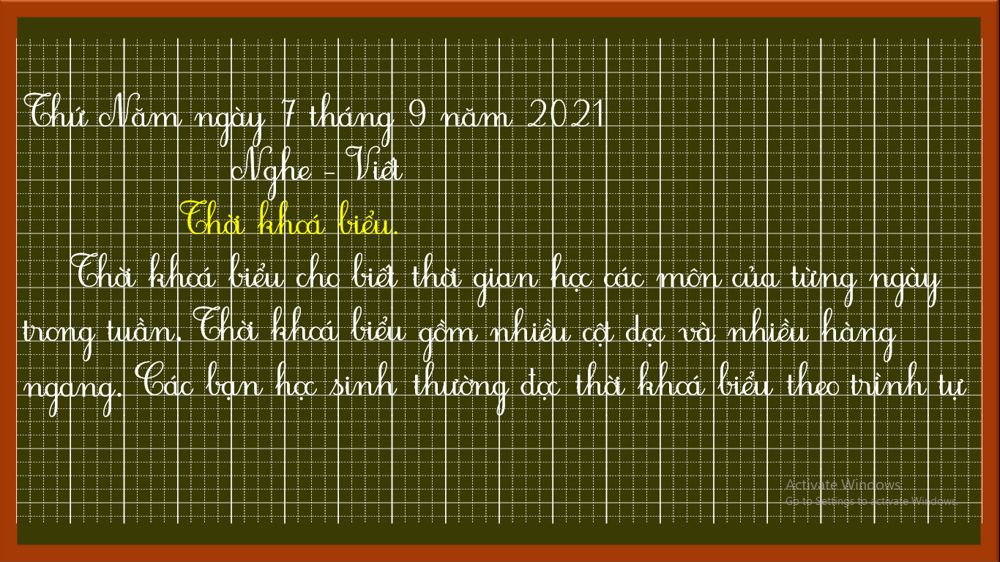 Thứ Năm ngày 7 tháng 9 năm 2021
Nghe - Viết
Thời khoá biểu.
Thời khoá biểu cho biết thời gian học các môn của từng ngày
trong tuần. Thời khoá biểu gồm nhiều cột dọc và nhiều hàng
ngang. Các bạn học sinh thường đọc thời khoá biểu theo trình tự
Activate Windows
Go to Settings to activate Windows.